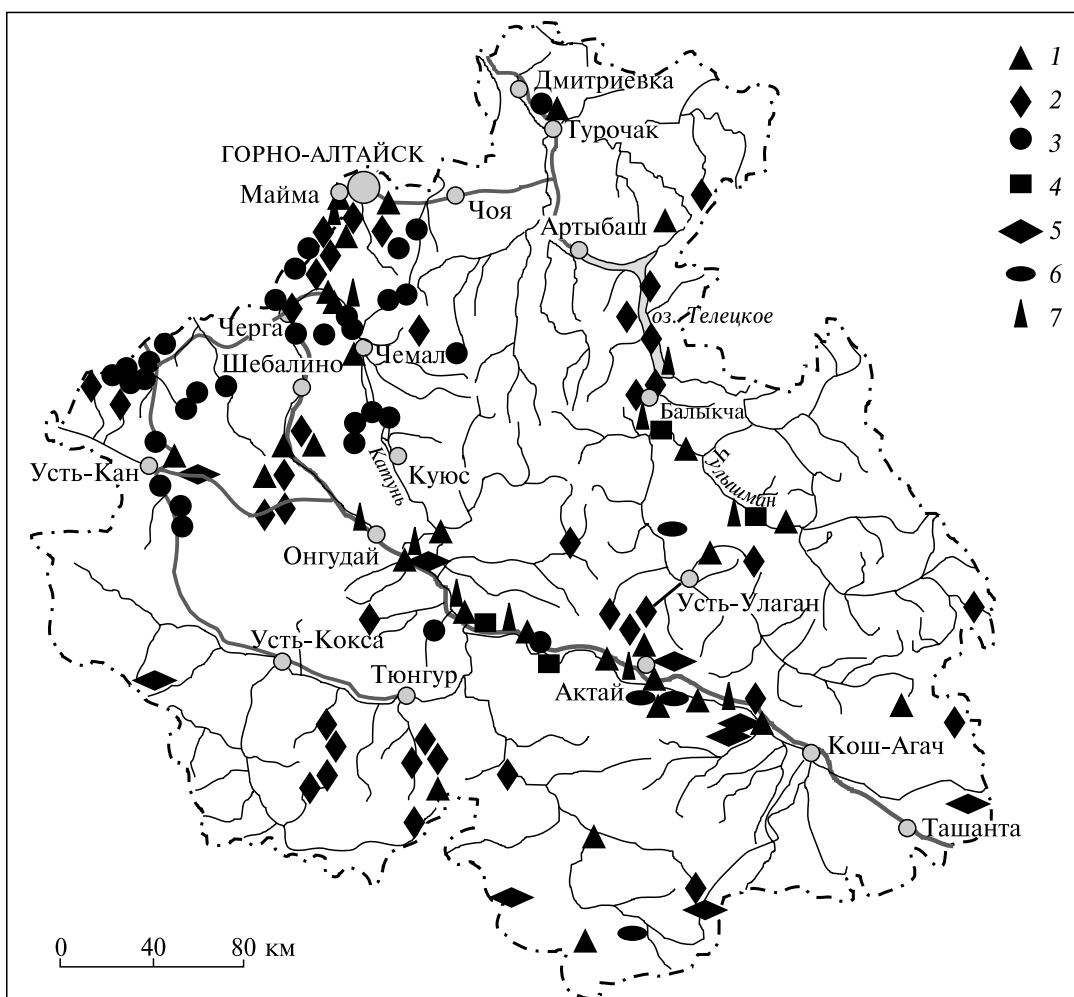 Дмитриевка
1
2
Турочак
3
ГОРНО-АЛТАЙСК
4
Майма
Чоя
Артыбаш
5
6
оз. Телецкое
7
Черга
Шебалино
Чемал
Балыкча
Усть-Кан
Куюс
Катунь
Онгудай
Усть-Улаган
Усть-Кокса
Тюнгур
Актай
Кош-Агач
Ташанта
0 40 80 км